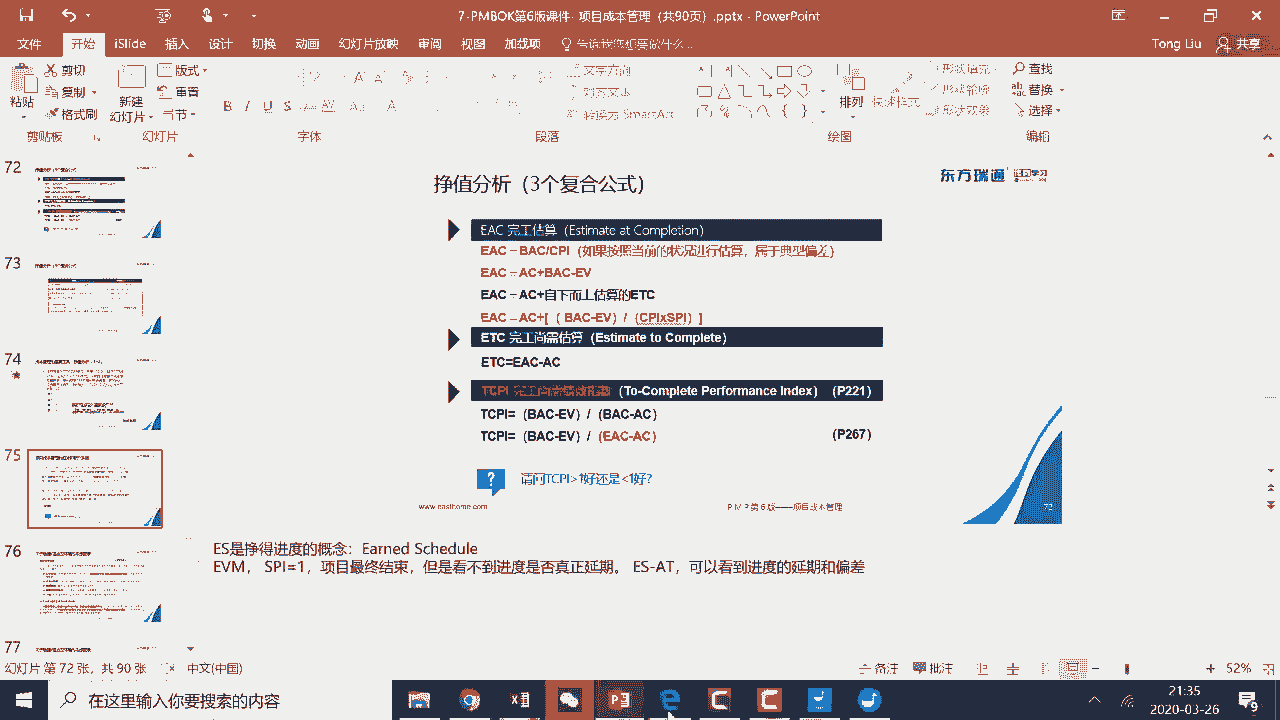 7-PMBOK第6版课件- 项目成本管理（共90页）.pptx - PowerPoint
文件 开始 iSlide 插入 设计 切换 动画 幻灯片放映 审阅 视图 加载项 告诉我您想要做什么... Tong Liu 共享
粘贴 剪切 复制 格式刷
新建 幻灯片 版式 重置 节
B I U S
文字方向
对齐文本
转换为 SmartArt
排列 快速样式
形状填充
形状轮廓
形状效果
查找
替换
选择
剪贴板 幻灯片 字体 段落 绘图 编辑
72
73
74
75
76
77
挣值分析（3个复合公式）
东方瑞通
EAC 完工估算（Estimate at Completion）
EAC = BAC/CPI（如果按照当前的状况进行估算，属于典型偏差）
EAC = AC+BAC-EV
EAC = AC+自下而上估算的ETC
EAC = AC+[（ BAC-EV）/（CPIxSPI）]
ETC 完工尚需估算（Estimate to Complete）
ETC=EAC-AC
TCPI 完工尚需绩效指数（To-Complete Performance Index）（P221）
TCPI=（BAC-EV）/（BAC-AC）
TCPI=（BAC-EV）/（EAC-AC） （P267）
? 请问TCPI>1好还是<1好?
www.easthome.com
PMP第6版——项目成本管理
72
ES是挣得进度的概念：Earned Schedule
EVM， SPI=1，项目最终结束，但是看不到进度是否真正延期。 ES-AT，可以看到进度的延期和偏差
幻灯片 第 72 张，共 90 张 中文(中国) 备注 批注 52%
在这里输入你要搜索的内容
21:35
2020-03-26
9